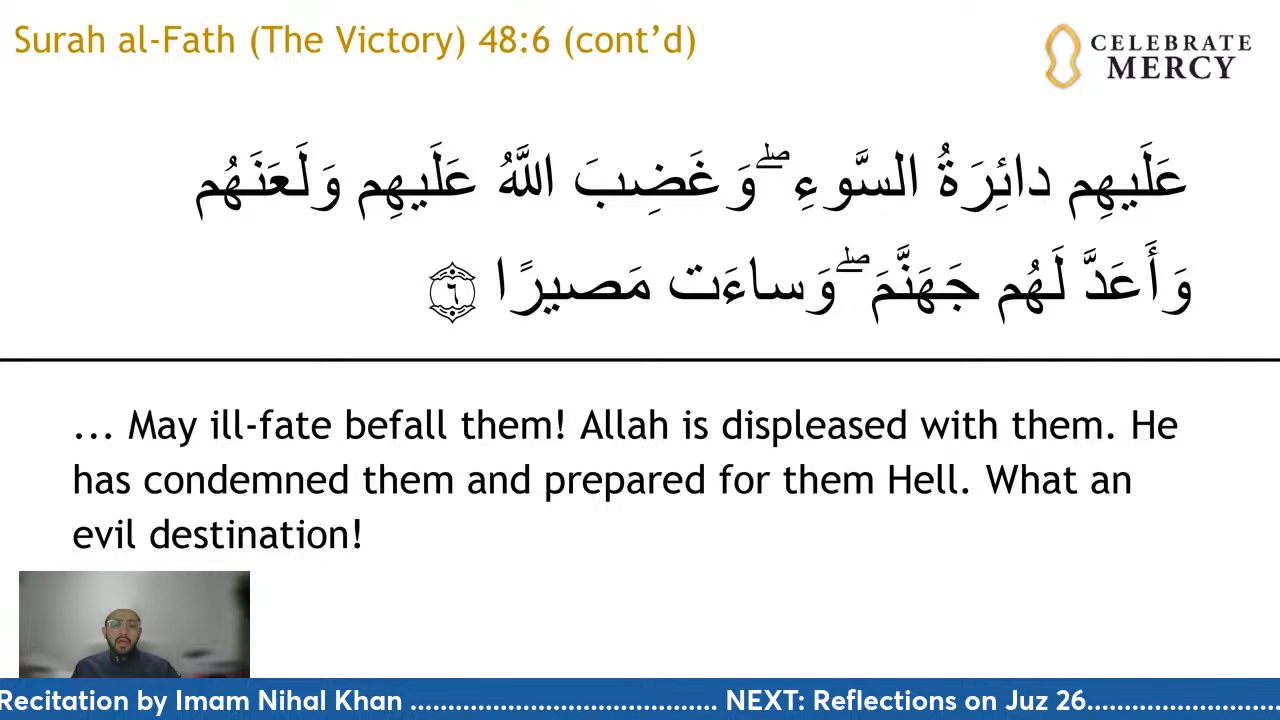 Surah al-Fath (The Victory) 48:6 (cont’d)
CELEBRATE
MERCY
عَلَيهِم دائِرَةُ السَّوءِ ۖ وَغَضِبَ اللَّهُ عَلَيهِم وَلَعَنَهُم
وَأَعَدَّ لَهُم جَهَنَّمَ ۖ وَساءَت مَصيرًا ۝٦
... May ill-fate befall them! Allah is displeased with them. He
has condemned them and prepared for them Hell. What an
evil destination!
Recitation by Imam Nihal Khan ........................................................ NEXT: Reflections on Juz 26...................................